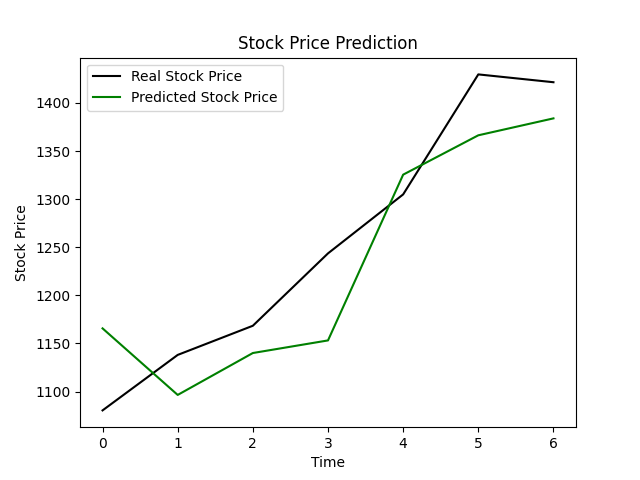 Stock Price Prediction
Real Stock Price
Predicted Stock Price
Stock Price
1400
1350
1300
1250
1200
1150
1100
0 1 2 3 4 5 6
Time